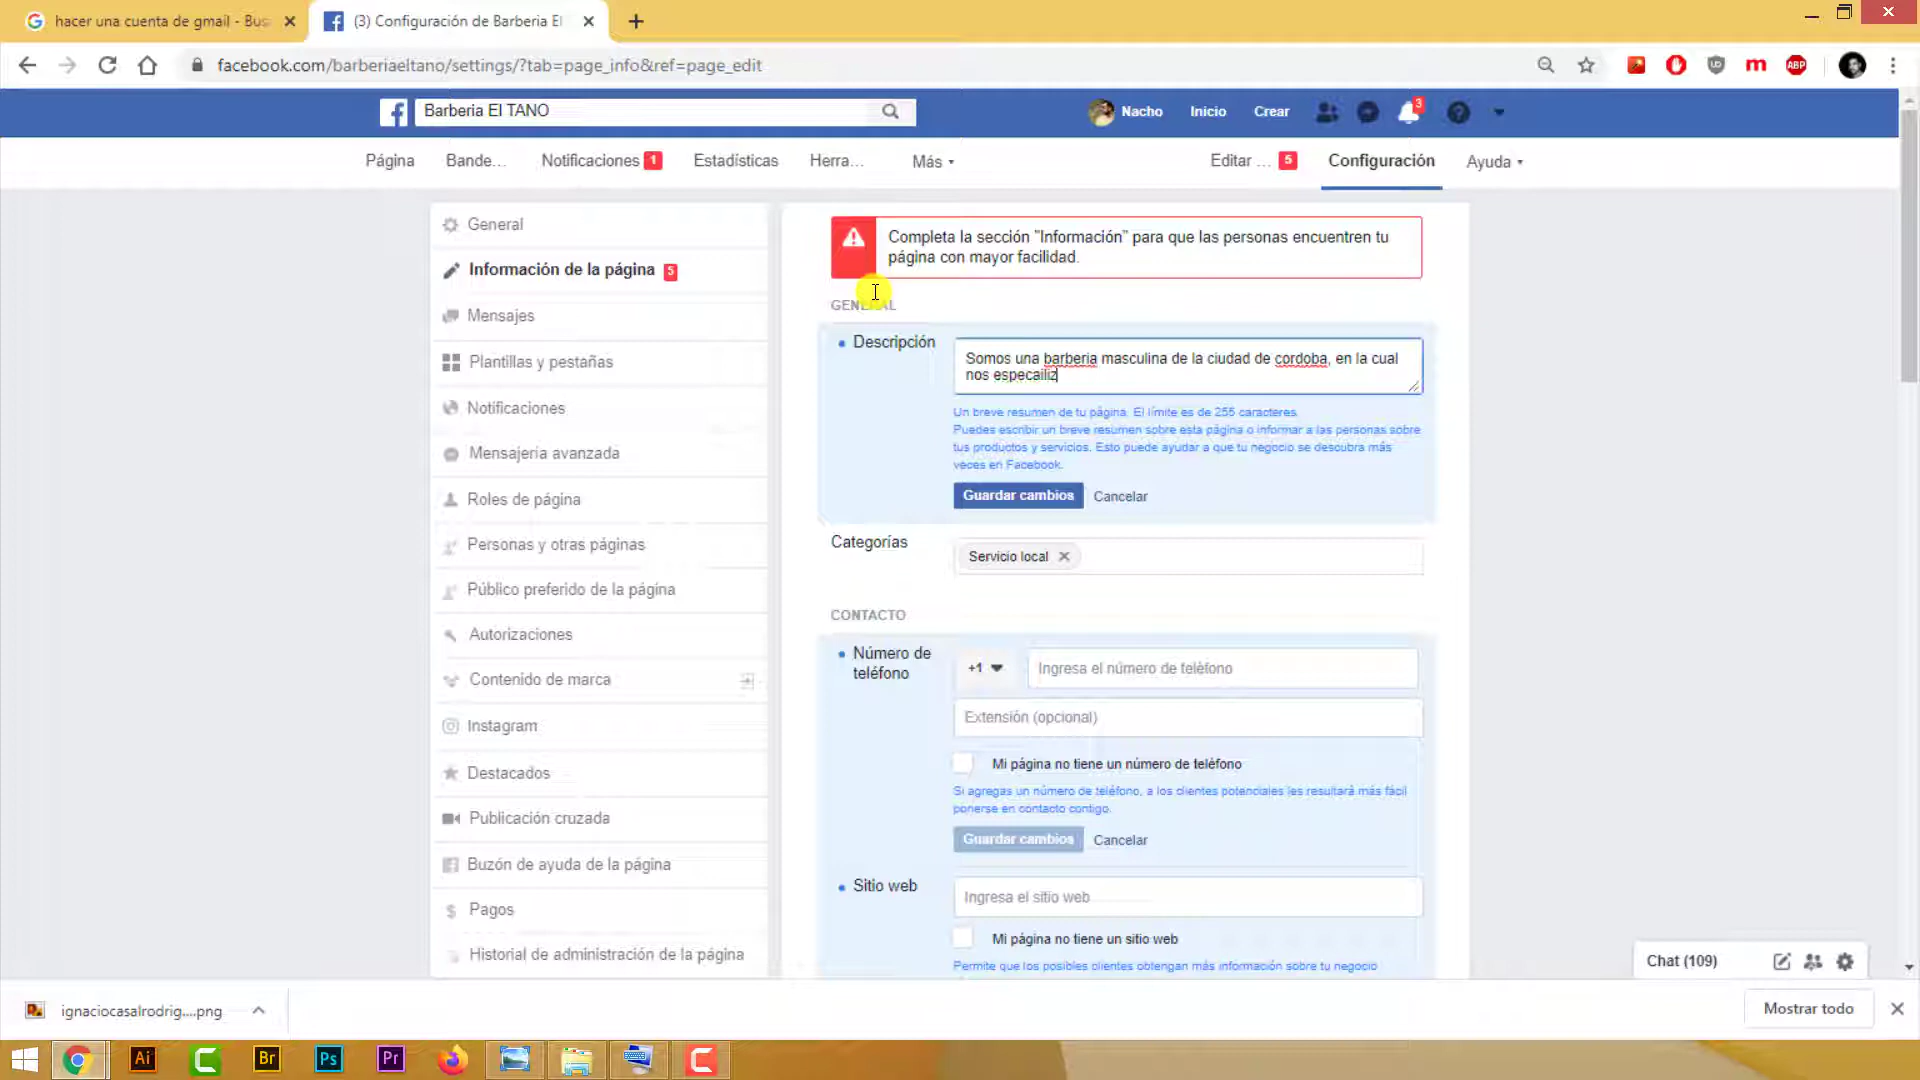 hacer una cuenta de gmail - Bus
(3) Configuración de Barberia El
facebook.com/barberiaeltano/settings/?tab=page_info&ref=page_edit
Barberia El TANO
Nacho
Inicio
Crear
3
Página
Bande...
Notificaciones 1
Estadísticas
Herra...
Más
Editar ... 5
Configuración
Ayuda
General
Información de la página 5
Mensajes
Plantillas y pestañas
Notificaciones
Mensajería avanzada
Roles de página
Personas y otras páginas
Público preferido de la página
Autorizaciones
Contenido de marca
Instagram
Destacados
Publicación cruzada
Buzón de ayuda de la página
Pagos
Historial de administración de la página
Completa la sección "Información" para que las personas encuentren tu
página con mayor facilidad.
GENERAL
Descripción
Somos una barberia masculina de la ciudad de cordoba, en la cual
nos especailiz
Un breve resumen de tu página. El límite es de 255 caracteres.
Puedes escribir un breve resumen sobre esta página o informar a las personas sobre
tus productos y servicios. Esto puede ayudar a que tu negocio se descubra más
veces en Facebook.
Guardar cambios
Cancelar
Categorías
Servicio local
CONTACTO
Número de
teléfono
+1
Ingresa el número de teléfono
Extensión (opcional)
Mi página no tiene un número de teléfono
Si agregas un número de teléfono, a los clientes potenciales les resultará más fácil
ponerse en contacto contigo.
Guardar cambios
Cancelar
Sitio web
Ingresa el sitio web
Mi página no tiene un sitio web
Permite que los posibles clientes obtengan más información sobre tu negocio
Chat (109)
ignaciocasalrodrig....png
Mostrar todo
m
ABP
Ai
Br
Ps
Pr